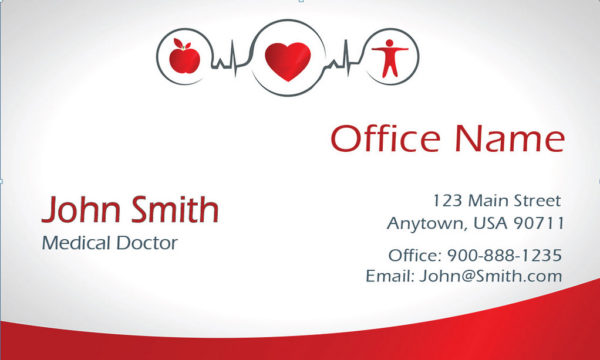 Office Name
John Smith
Medical Doctor
123 Main Street
Anytown, USA 90711
Office: 900-888-1235
Email: John@Smith.com